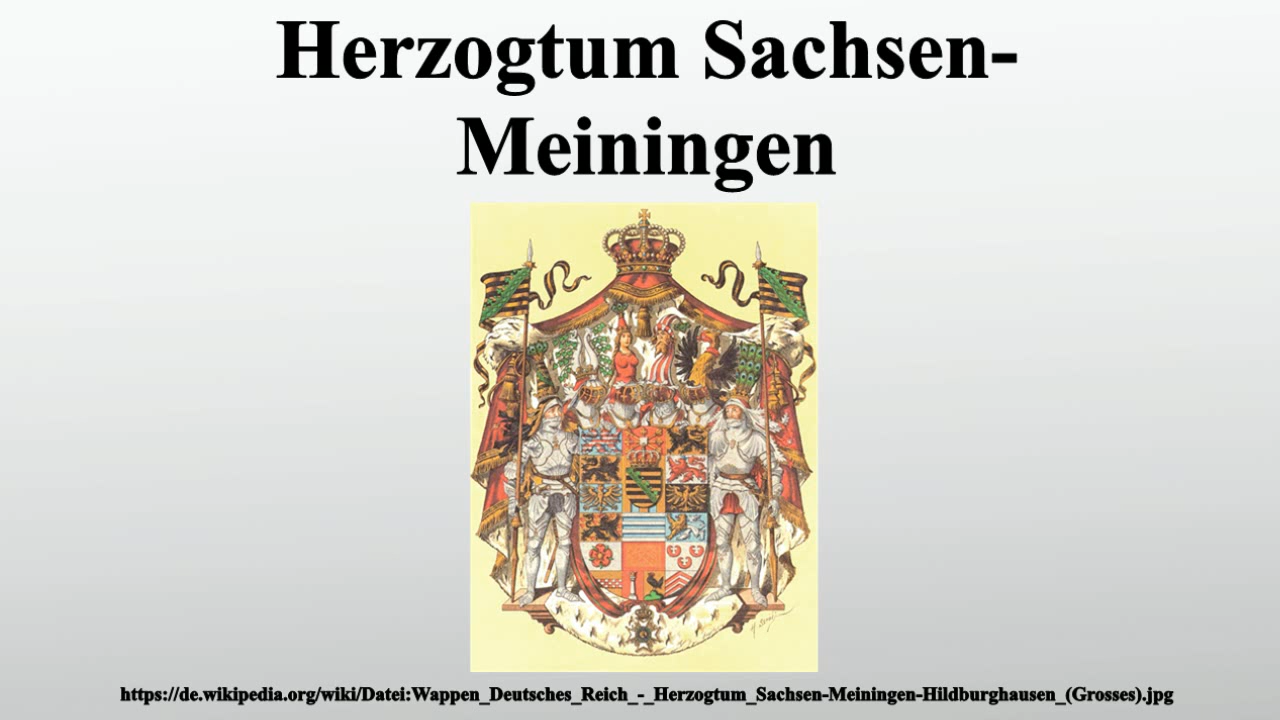 Herzogtum Sachsen-
Meiningen
https://de.wikipedia.org/wiki/Datei:Wappen_Deutsches_Reich_-_Herzogtum_Sachsen-Meiningen-Hildburghausen_(Grosses).jpg